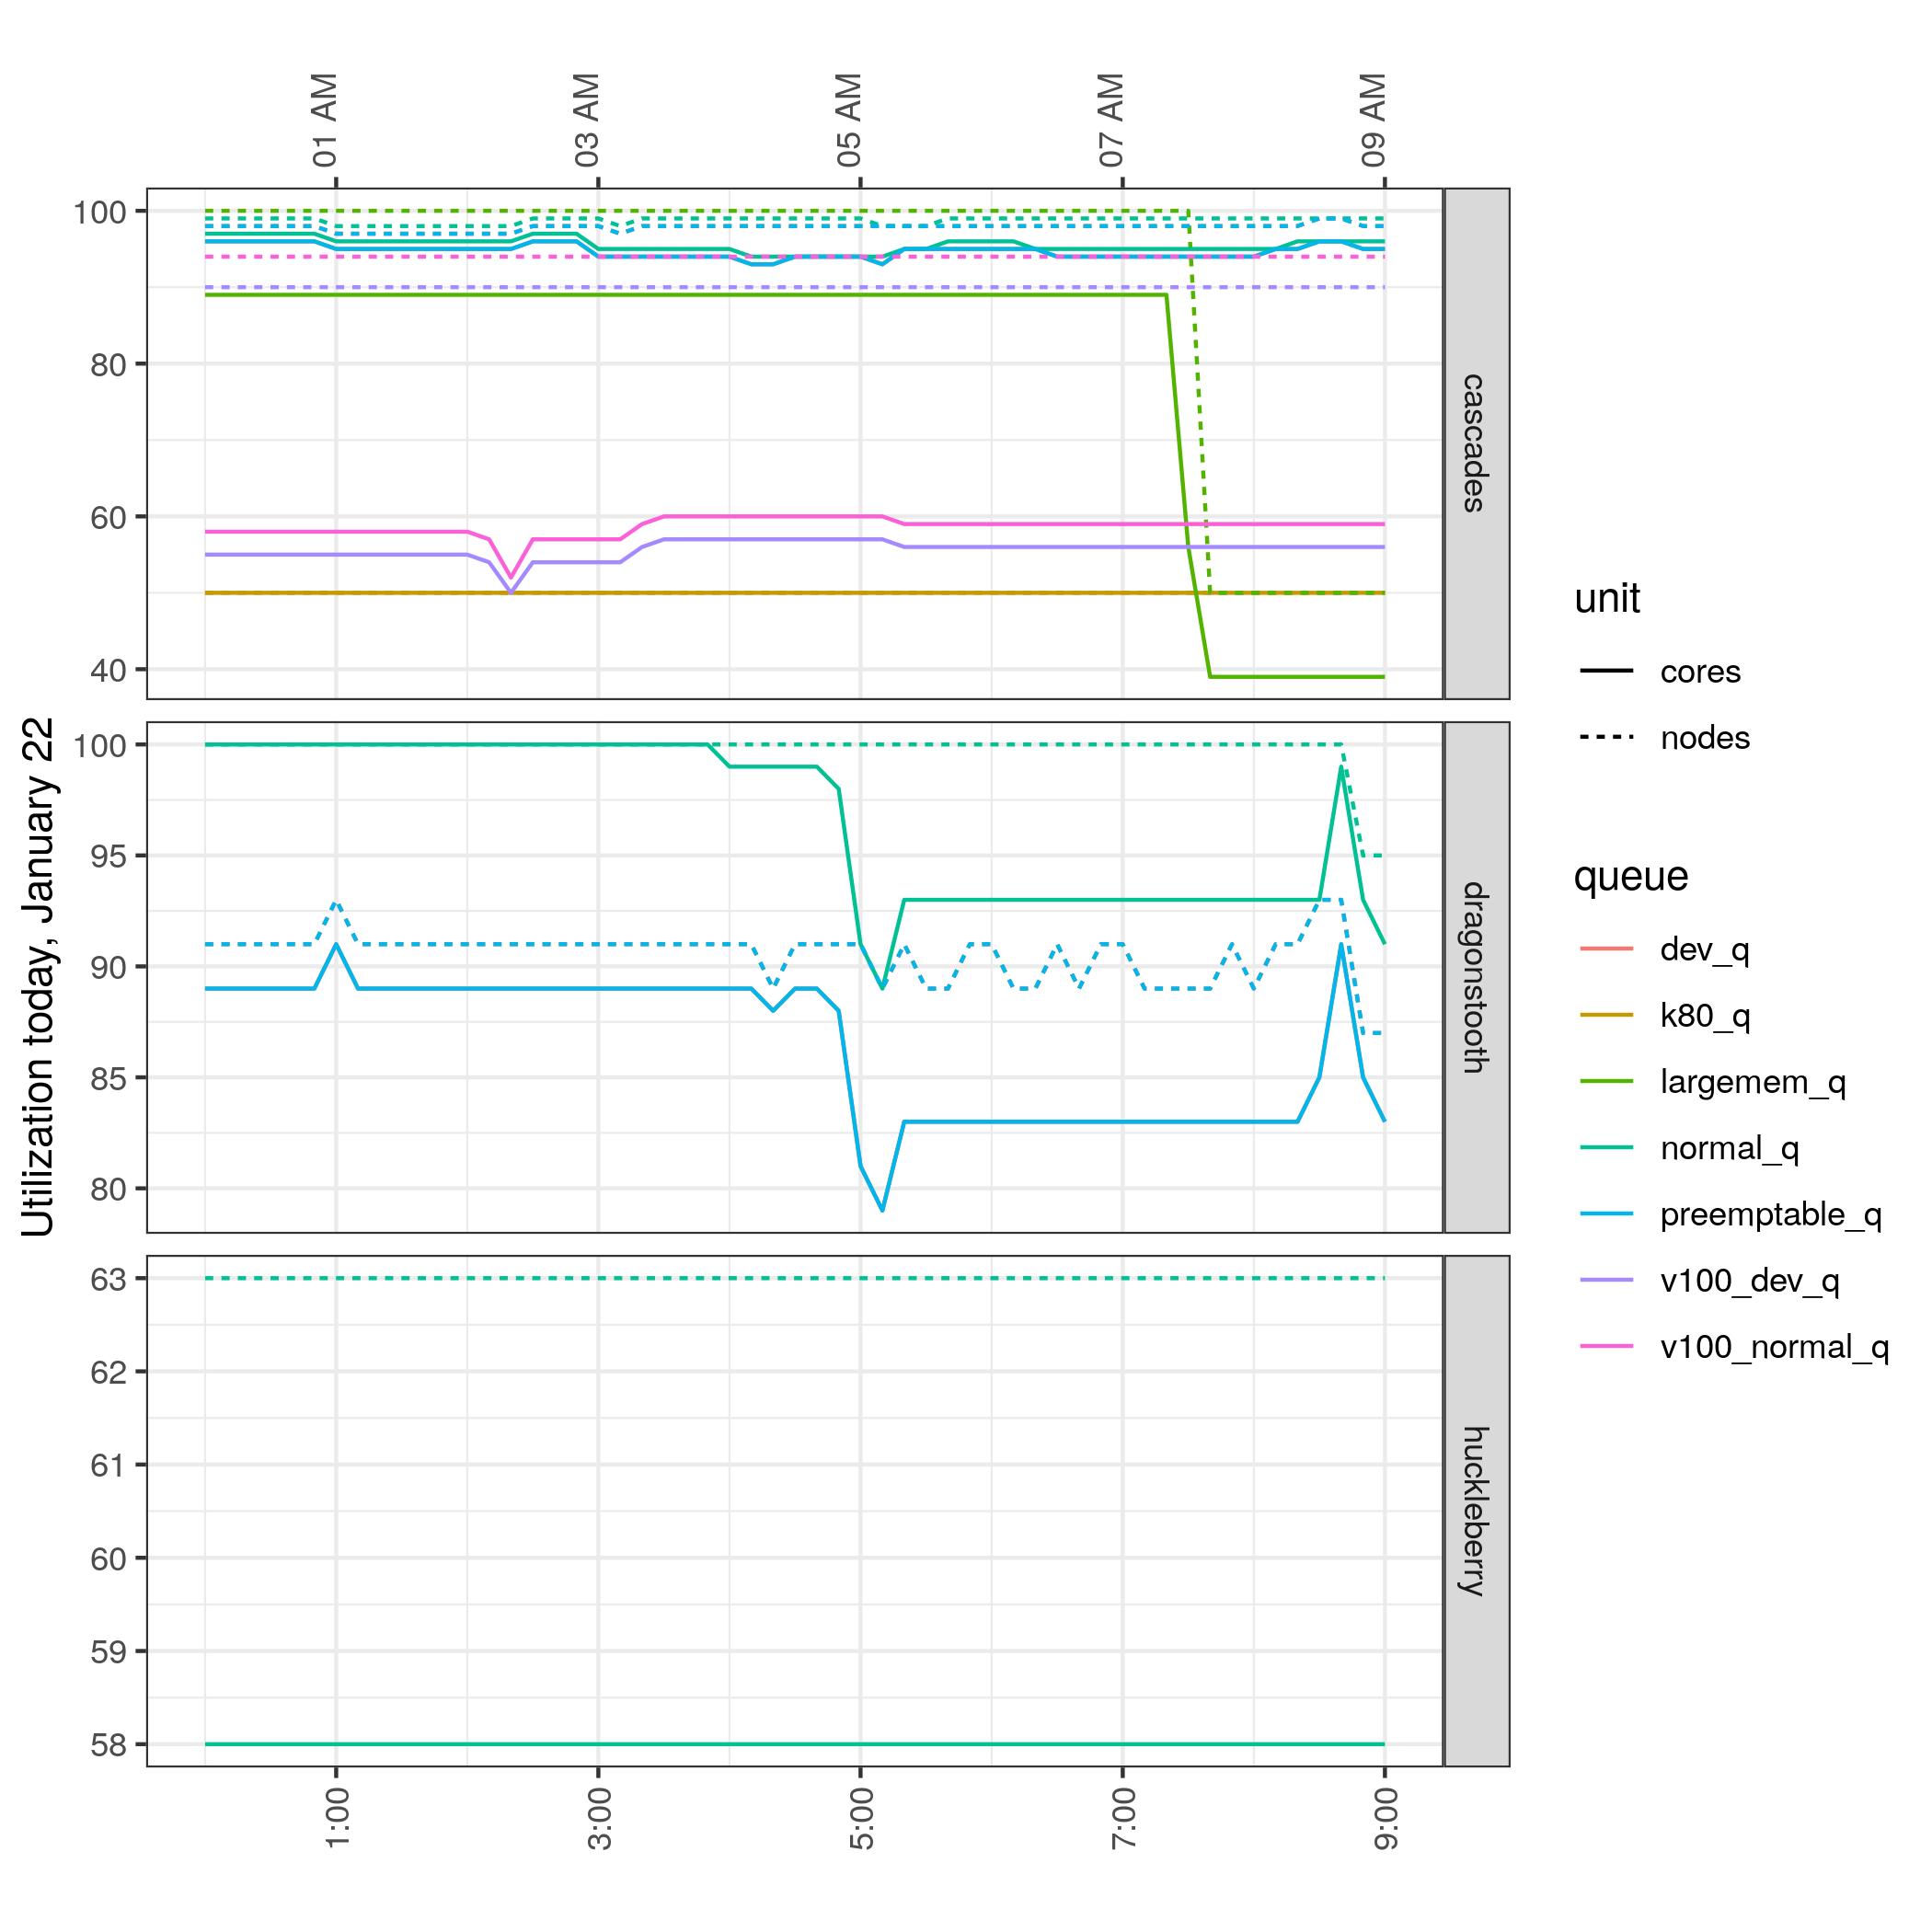 01 AM
03 AM
05 AM
07 AM
09 AM
Utilization today, January 22
100
80
60
40
cascades
100
95
90
85
80
dragonstooth
63
62
61
60
59
58
huckleberry
1:00
3:00
5:00
7:00
9:00
unit
cores
nodes
queue
dev_q
k80_q
largemem_q
normal_q
preemptable_q
v100_dev_q
v100_normal_q